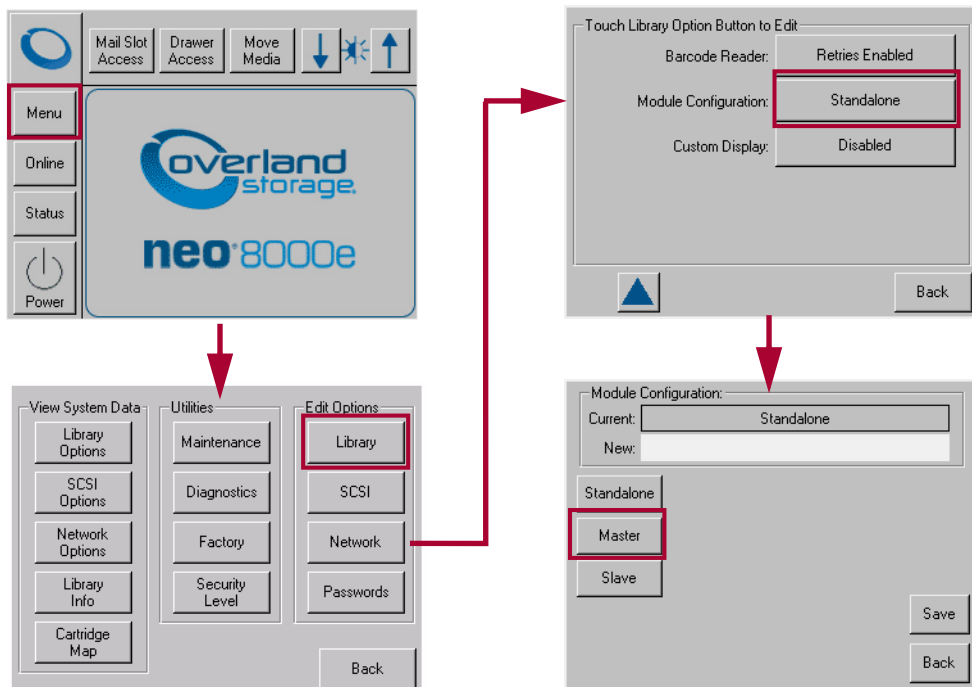 Mail Slot
Access
Drawer
Access
Move
Media
Menu
Online
Status
Power
overland
storage.
neo 8000e
View System Data
Library
Options
SCSI
Options
Network
Options
Library
Info
Cartridge
Map
Utilities
Maintenance
Diagnostics
Factory
Security
Level
Edit Options
Library
SCSI
Network
Passwords
Back
Touch Library Option Button to Edit
Barcode Reader: Retries Enabled
Module Configuration: Standalone
Custom Display: Disabled
Back
Module Configuration:
Current: Standalone
New:
Standalone
Master
Slave
Save
Back